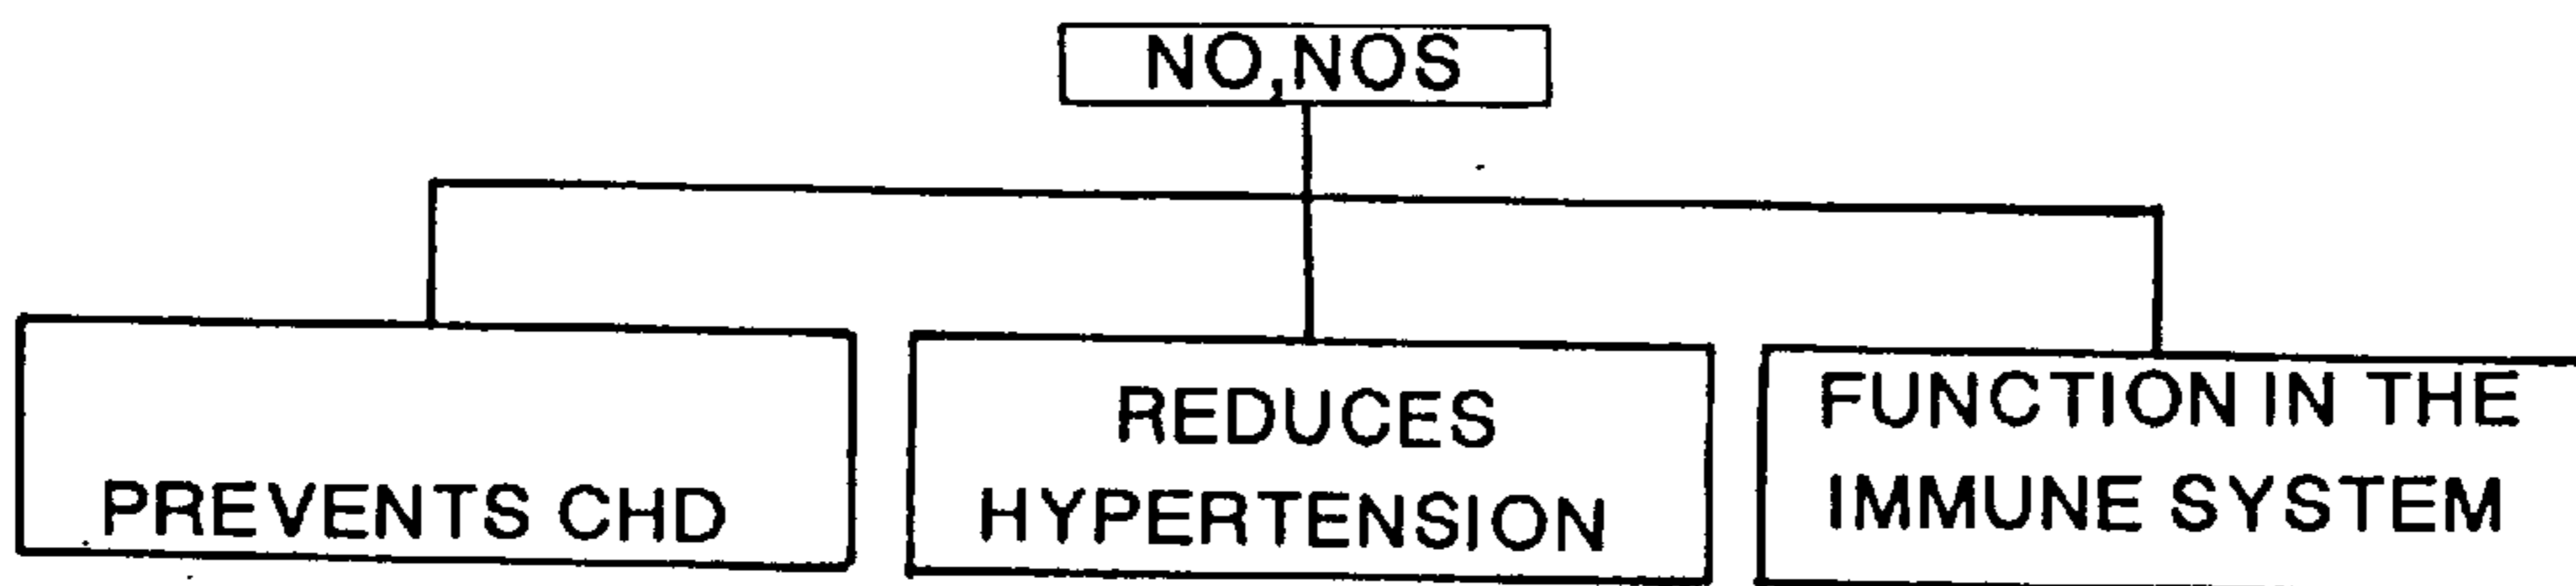 NO,NOS
PREVENTS CHD
REDUCES
HYPERTENSION
FUNCTION IN THE
IMMUNE SYSTEM